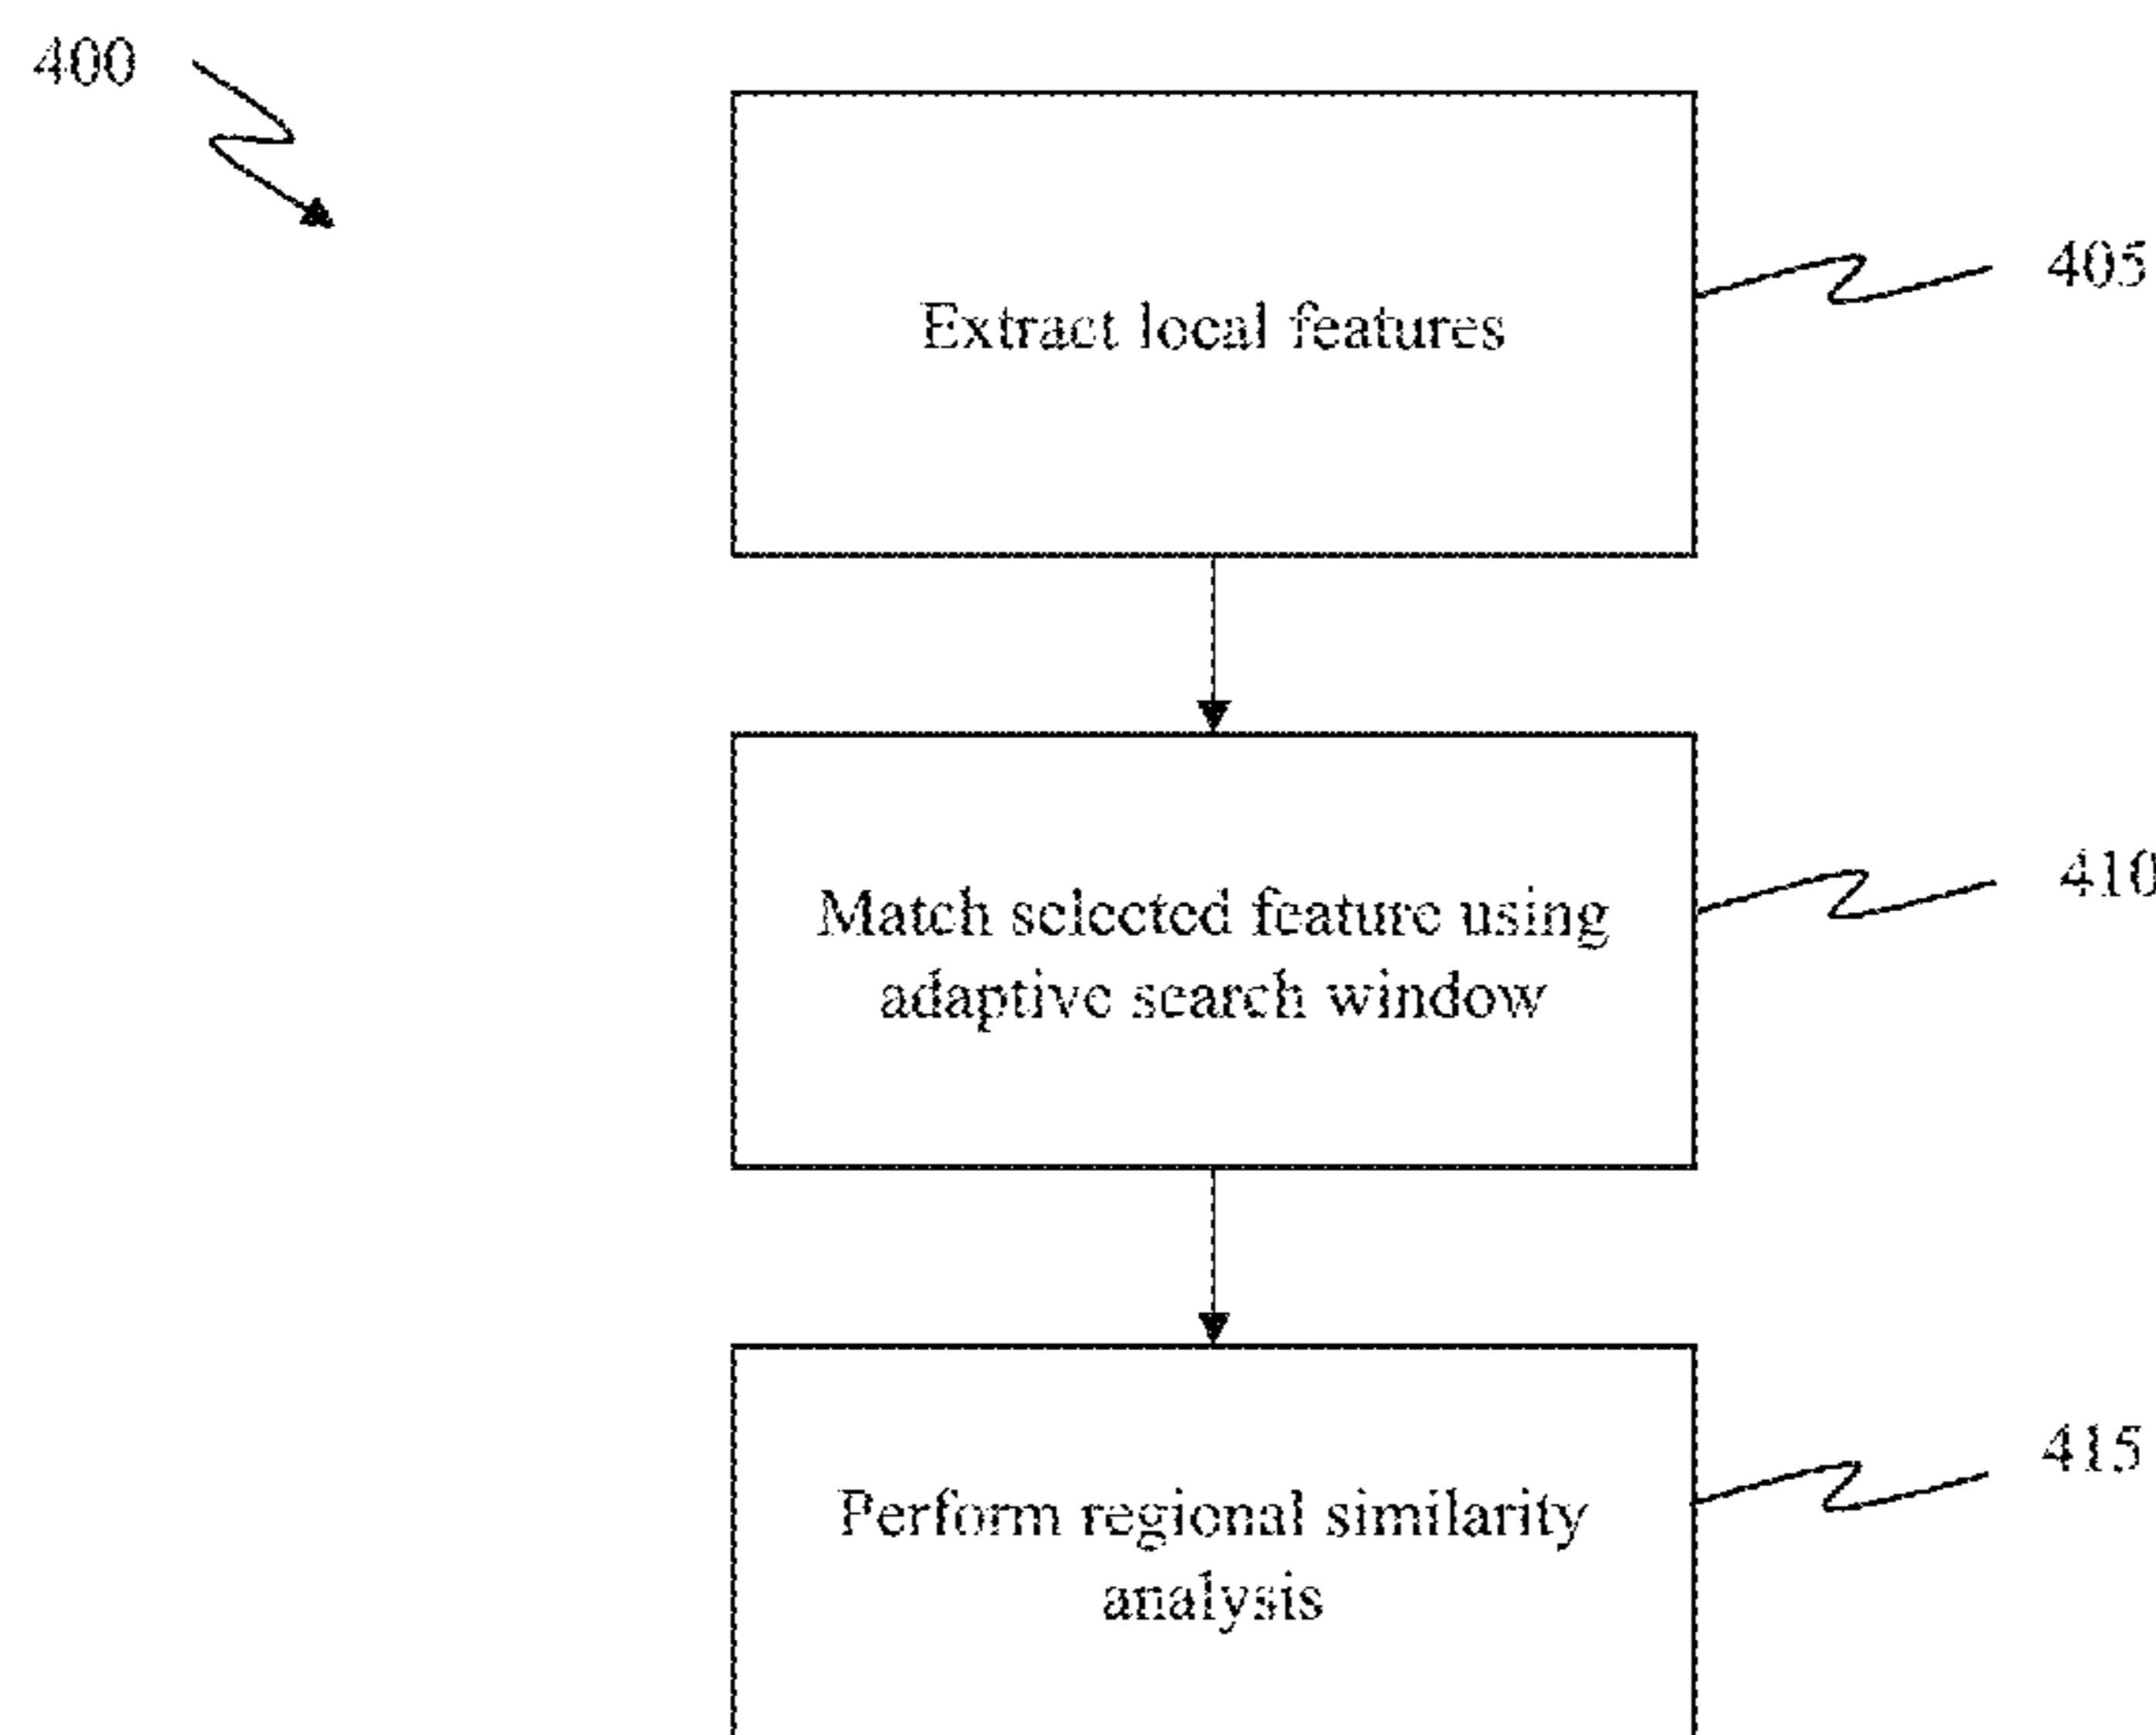 400
Extract local features
405
Match selected feature using
adaptive search window
410
Perform regional similarity
analysis
415